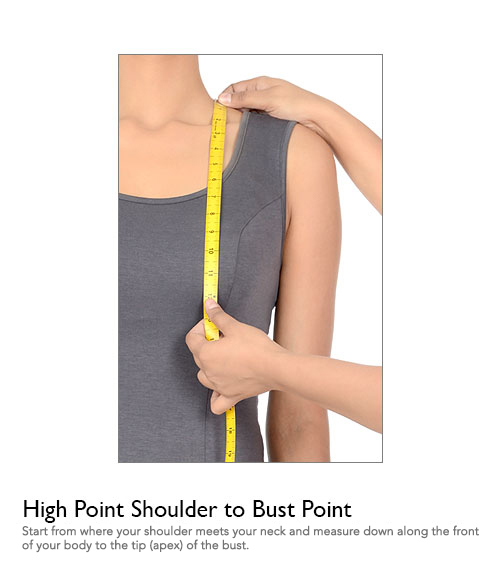 High Point Shoulder to Bust Point
Start from where your shoulder meets your neck and measure down along the front
of your body to the tip (apex) of the bust.